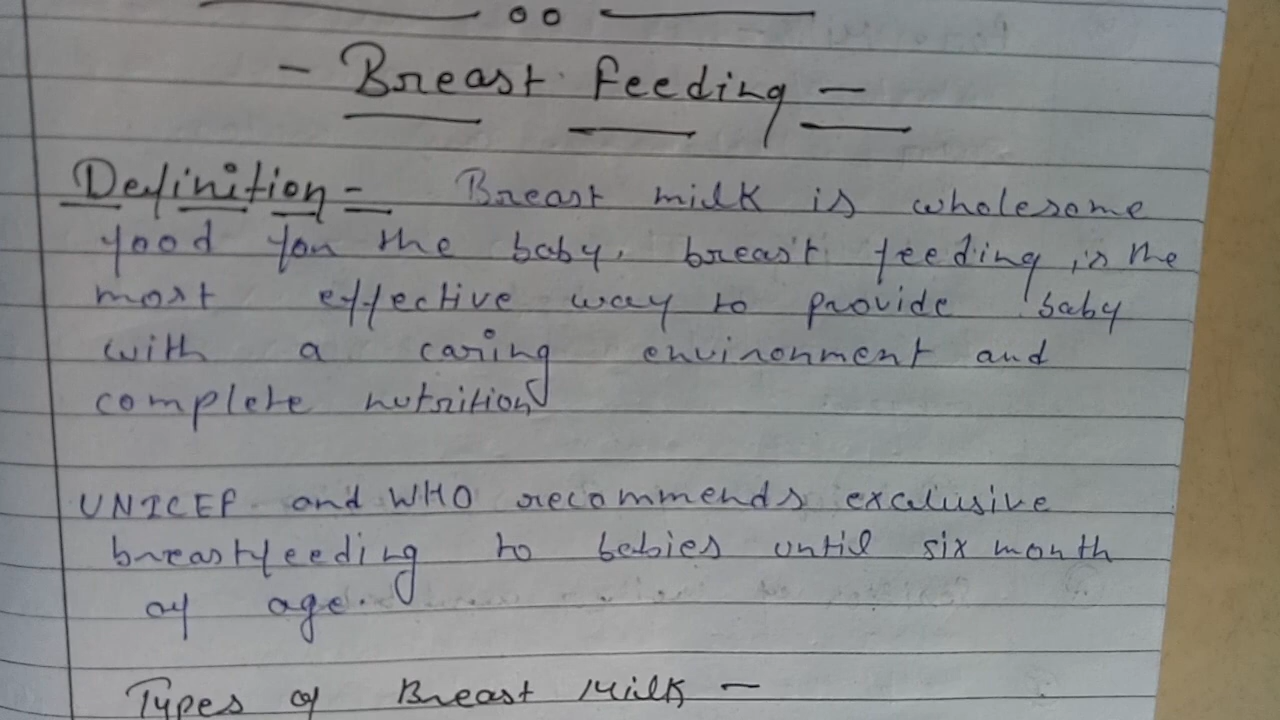 - Breast feeding -
Definition - Breast milk is wholesome
food for the baby. breast feeding is the
most effective way to provide baby
with a caring environment and
complete nutrition
UNICEF and WHO recommends exclusive
breastfeeding to babies until six month
of age.
Types of Breast Milk -